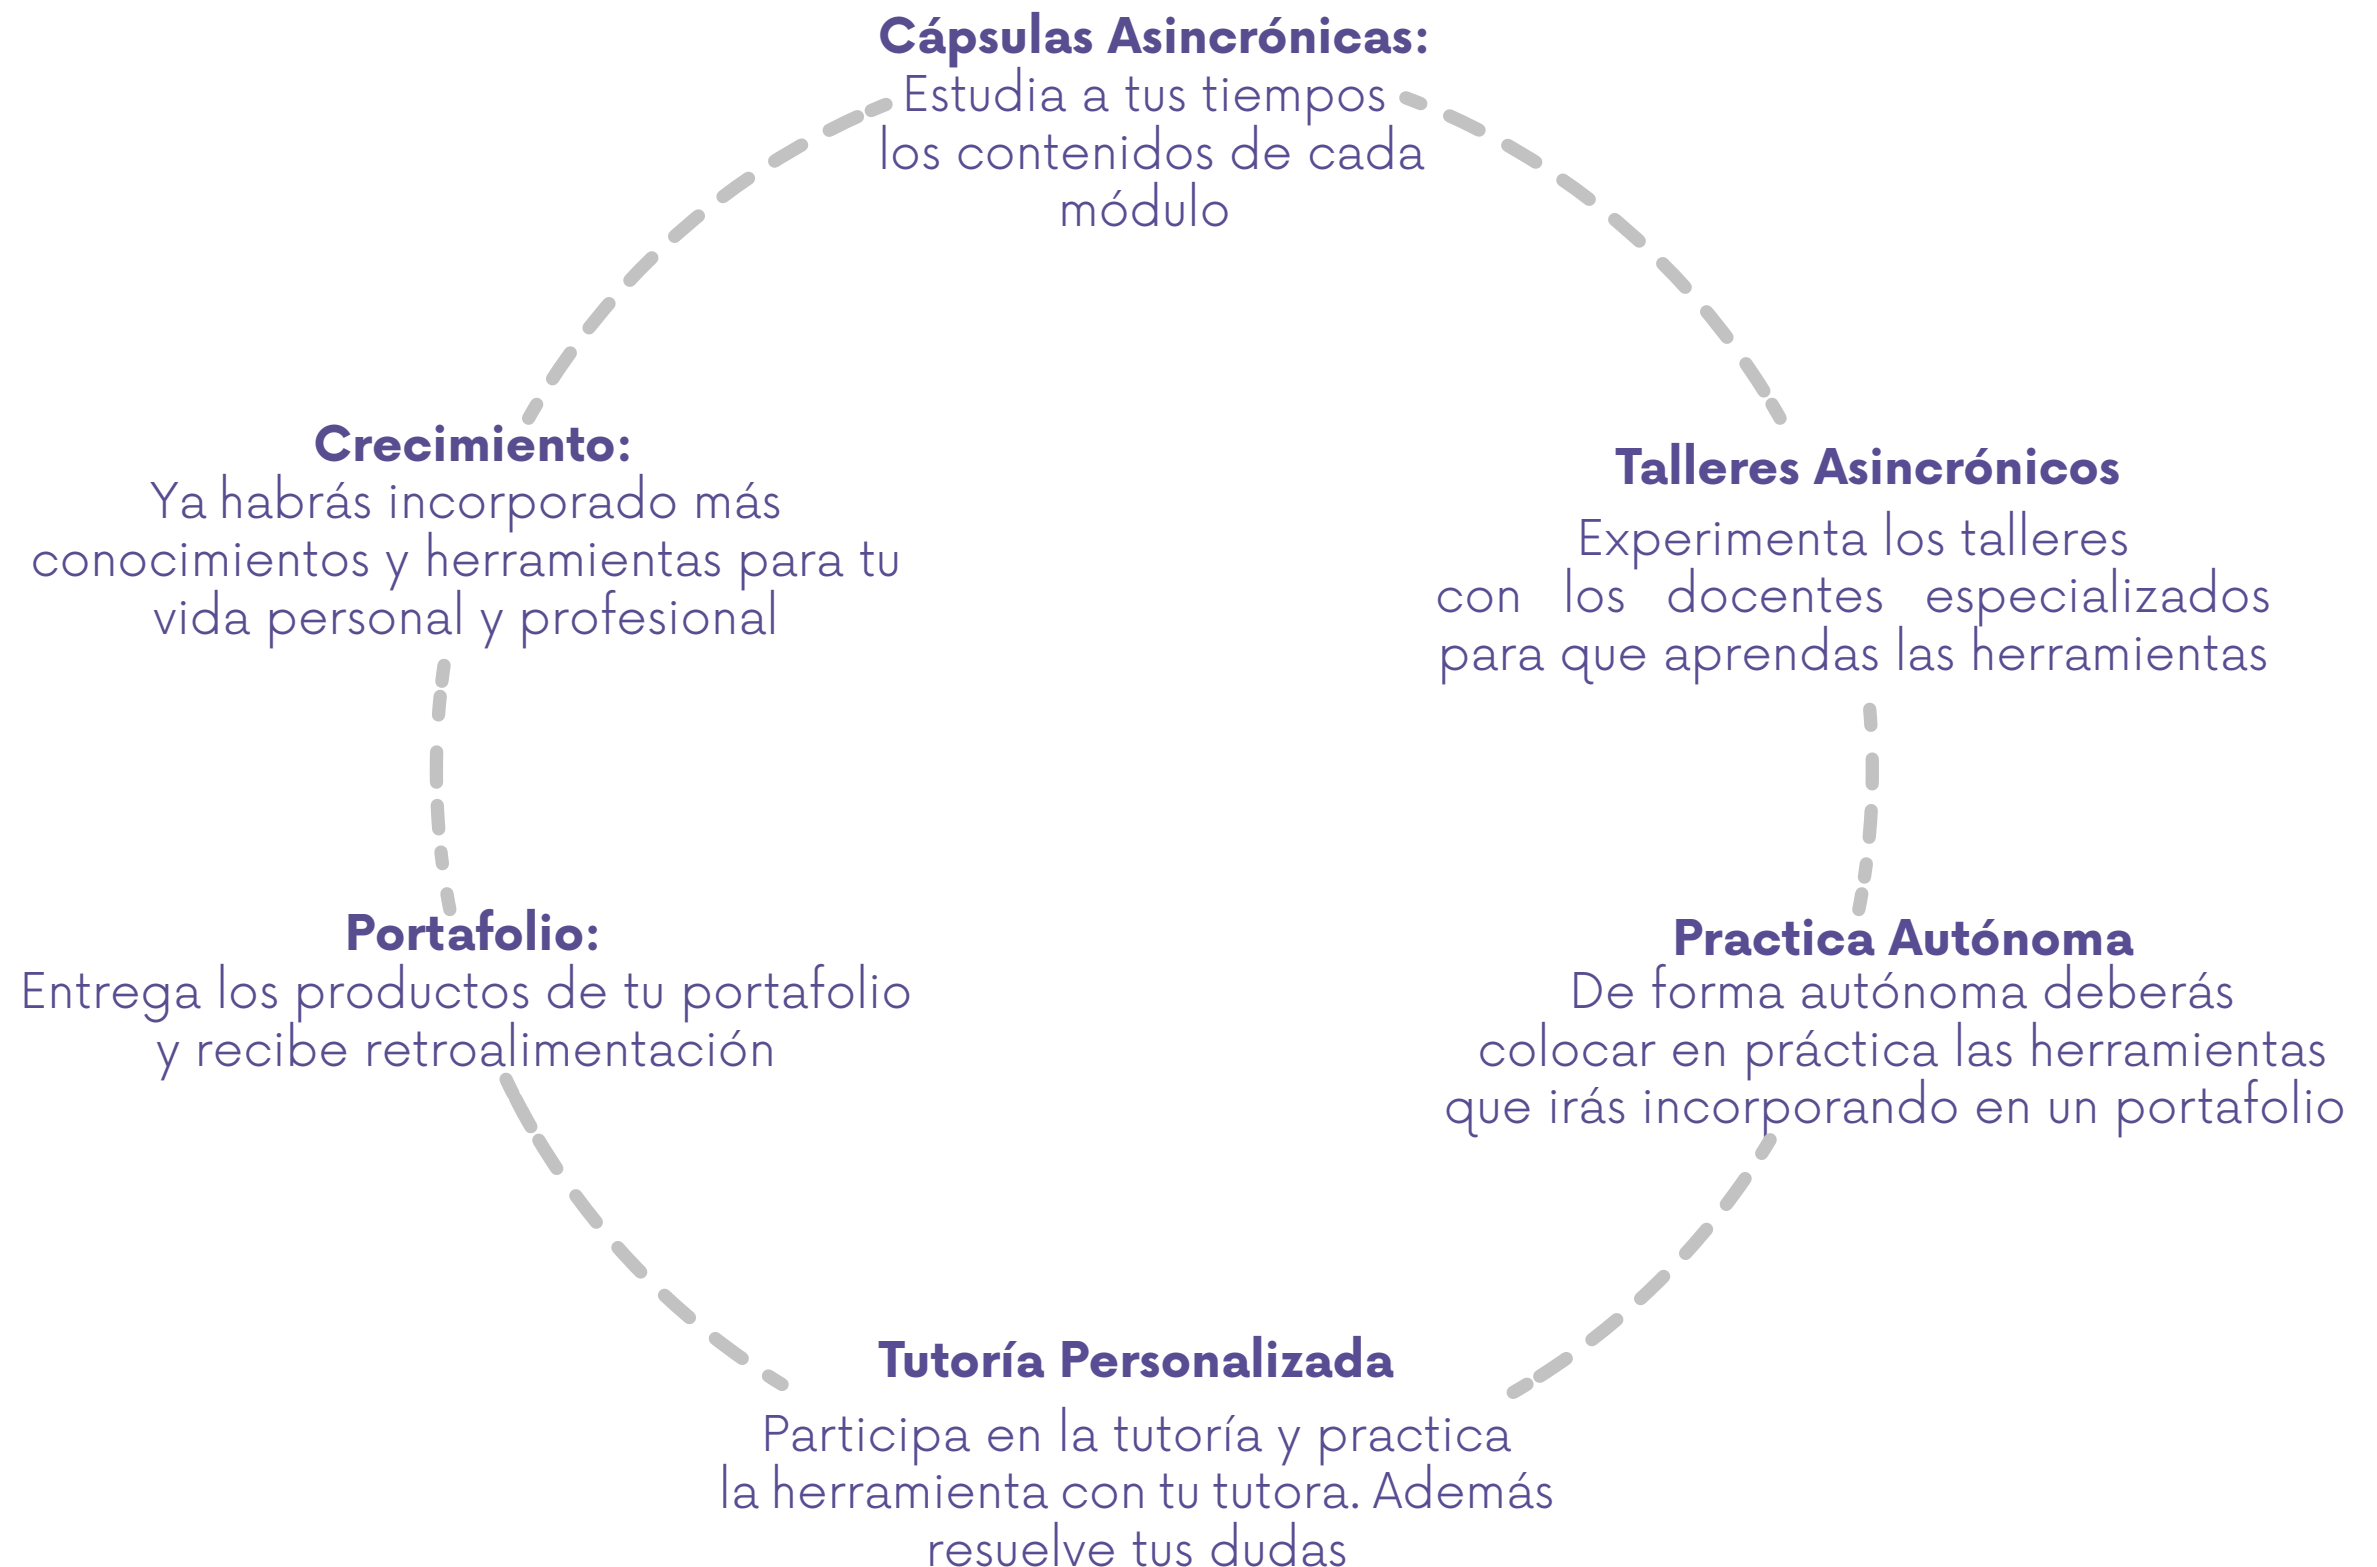 Cápsulas Asincrónicas:
Estudia a tus tiempos
los contenidos de cada
módulo
Talleres Asincrónicos
Experimenta los talleres
con los docentes especializados
para que aprendas las herramientas
Practica Autónoma
De forma autónoma deberás
colocar en práctica las herramientas
que irás incorporando en un portafolio
Tutoría Personalizada
Participa en la tutoría y practica
la herramienta con tu tutora. Además
resuelve tus dudas
Portafolio:
Entrega los productos de tu portafolio
y recibe retroalimentación
Crecimiento:
Ya habrás incorporado más
conocimientos y herramientas para tu
vida personal y profesional